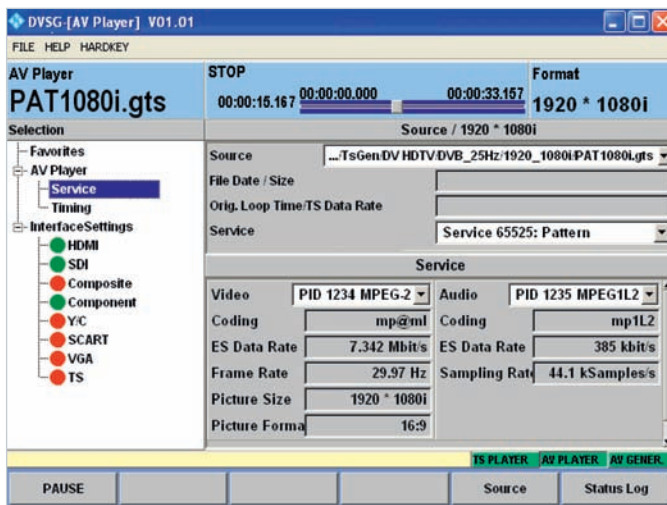 DVSG-[AV Player] V01.01
FILE HELP HARDKEY
AV Player
PAT1080i.gts
STOP
00:00:15.167
00:00:00.000
00:00:33.157
Format
1920 * 1080i
Selection
Favorites
AV Player
Service
Timing
InterfaceSettings
HDMI
SDI
Composite
Component
Y/C
SCART
VGA
TS
Source / 1920 * 1080i
Source .../TsGen/DV HDTV/DVB_25Hz/1920_1080i/PAT1080i.gts
File Date / Size
Orig. Loop Time/TS Data Rate
Service Service 65525: Pattern
Service
Video PID 1234 MPEG-2
Coding mp@ml
ES Data Rate 7.342 Mbit/s
Frame Rate 29.97 Hz
Picture Size 1920 * 1080i
Picture Forma 16:9
Audio PID 1235 MPEG1L2
Coding mp1L2
ES Data Rate 385 kbit/s
Sampling Rat 44.1 kSamples/s
TS PLAYER AV PLAYER AV GENER.
PAUSE Source Status Log